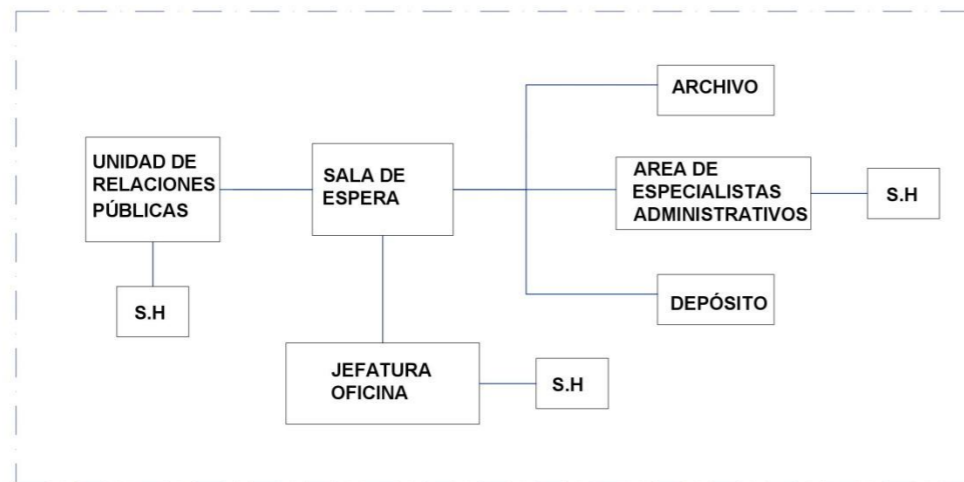 ARCHIVO
UNIDAD DE
RELACIONES
PÚBLICAS
SALA DE
ESPERA
AREA DE
ESPECIALISTAS
ADMINISTRATIVOS
S.H
S.H
DEPÓSITO
JEFATURA
OFICINA
S.H